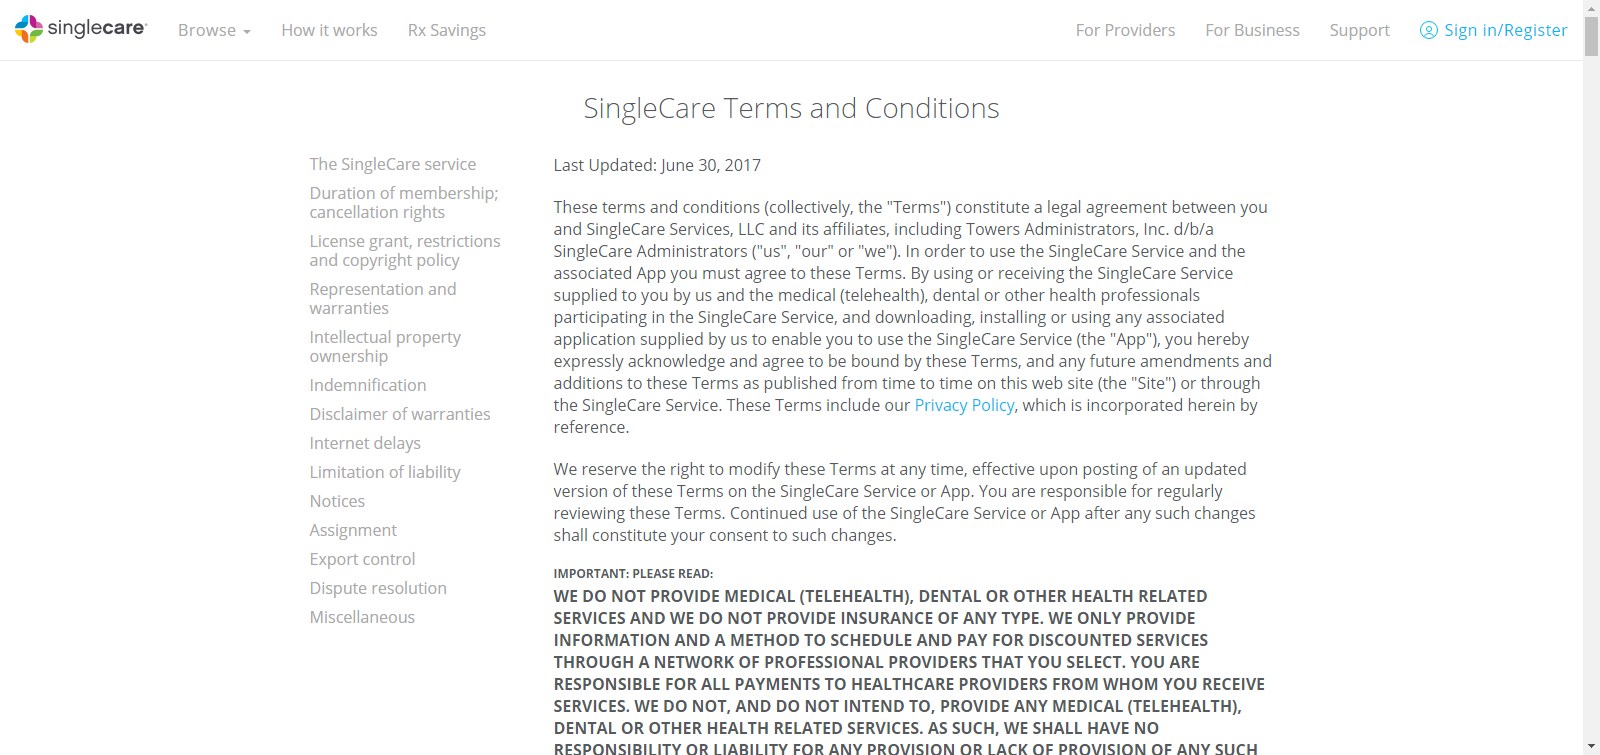 singlecare
Browse
How it works
Rx Savings
For Providers
For Business
Support
Sign in/Register
SingleCare Terms and Conditions
The SingleCare service
Duration of membership;
cancellation rights
License grant, restrictions
and copyright policy
Representation and
warranties
Intellectual property
ownership
Indemnification
Disclaimer of warranties
Internet delays
Limitation of liability
Notices
Assignment
Export control
Dispute resolution
Miscellaneous
Last Updated: June 30, 2017
These terms and conditions (collectively, the "Terms") constitute a legal agreement between you
and SingleCare Services, LLC and its affiliates, including Towers Administrators, Inc. d/b/a
SingleCare Administrators ("us", "our" or "we"). In order to use the SingleCare Service and the
associated App you must agree to these Terms. By using or receiving the SingleCare Service
supplied to you by us and the medical (telehealth), dental or other health professionals
participating in the SingleCare Service, and downloading, installing or using any associated
application supplied by us to enable you to use the SingleCare Service (the "App"), you hereby
expressly acknowledge and agree to be bound by these Terms, and any future amendments and
additions to these Terms as published from time to time on this web site (the "Site") or through
the SingleCare Service. These Terms include our Privacy Policy, which is incorporated herein by
reference.
We reserve the right to modify these Terms at any time, effective upon posting of an updated
version of these Terms on the SingleCare Service or App. You are responsible for regularly
reviewing these Terms. Continued use of the SingleCare Service or App after any such changes
shall constitute your consent to such changes.
IMPORTANT: PLEASE READ:
WE DO NOT PROVIDE MEDICAL (TELEHEALTH), DENTAL OR OTHER HEALTH RELATED
SERVICES AND WE DO NOT PROVIDE INSURANCE OF ANY TYPE. WE ONLY PROVIDE
INFORMATION AND A METHOD TO SCHEDULE AND PAY FOR DISCOUNTED SERVICES
THROUGH A NETWORK OF PROFESSIONAL PROVIDERS THAT YOU SELECT. YOU ARE
RESPONSIBLE FOR ALL PAYMENTS TO HEALTHCARE PROVIDERS FROM WHOM YOU RECEIVE
SERVICES. WE DO NOT, AND DO NOT INTEND TO, PROVIDE ANY MEDICAL (TELEHEALTH),
DENTAL OR OTHER HEALTH RELATED SERVICES. AS SUCH, WE SHALL HAVE NO
RESPONSIBILITY OR LIABILITY FOR ANY PROVISION OR LACK OF PROVISION OF ANY SUCH